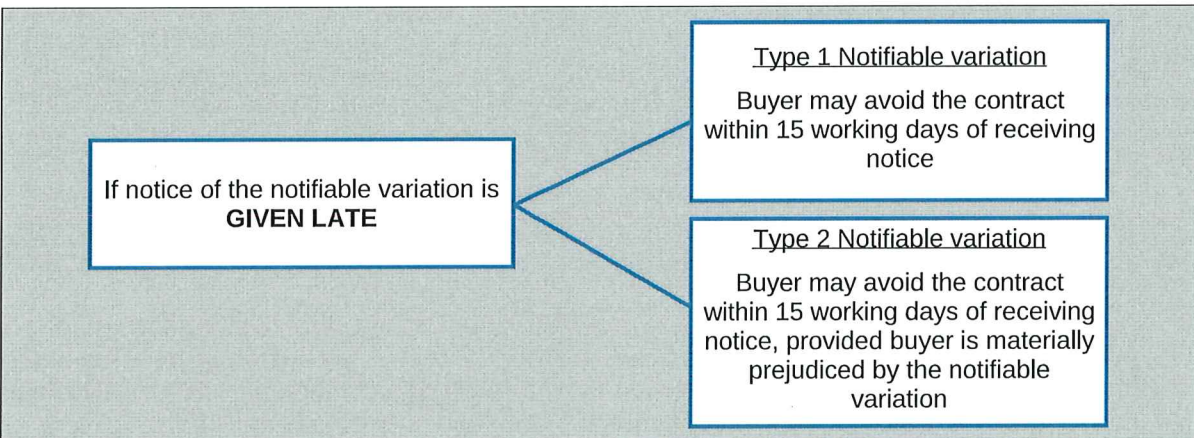 If notice of the notifiable variation is
GIVEN LATE
Type 1 Notifiable variation
Buyer may avoid the contract
within 15 working days of receiving
notice
Type 2 Notifiable variation
Buyer may avoid the contract
within 15 working days of receiving
notice, provided buyer is materially
prejudiced by the notifiable
variation